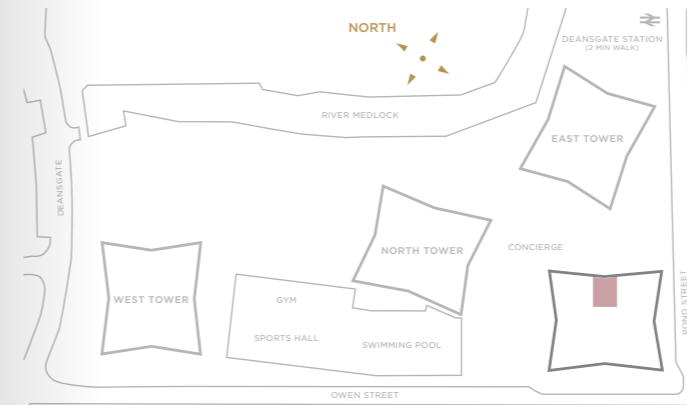 NORTH
DEANSGATE STATION
(2 MIN WALK)
RIVER MEDLOCK
EAST TOWER
DEANSGATE
NORTH TOWER
CONCIERGE
WEST TOWER
GYM
SPORTS HALL
SWIMMING POOL
POND STREET
OWEN STREET